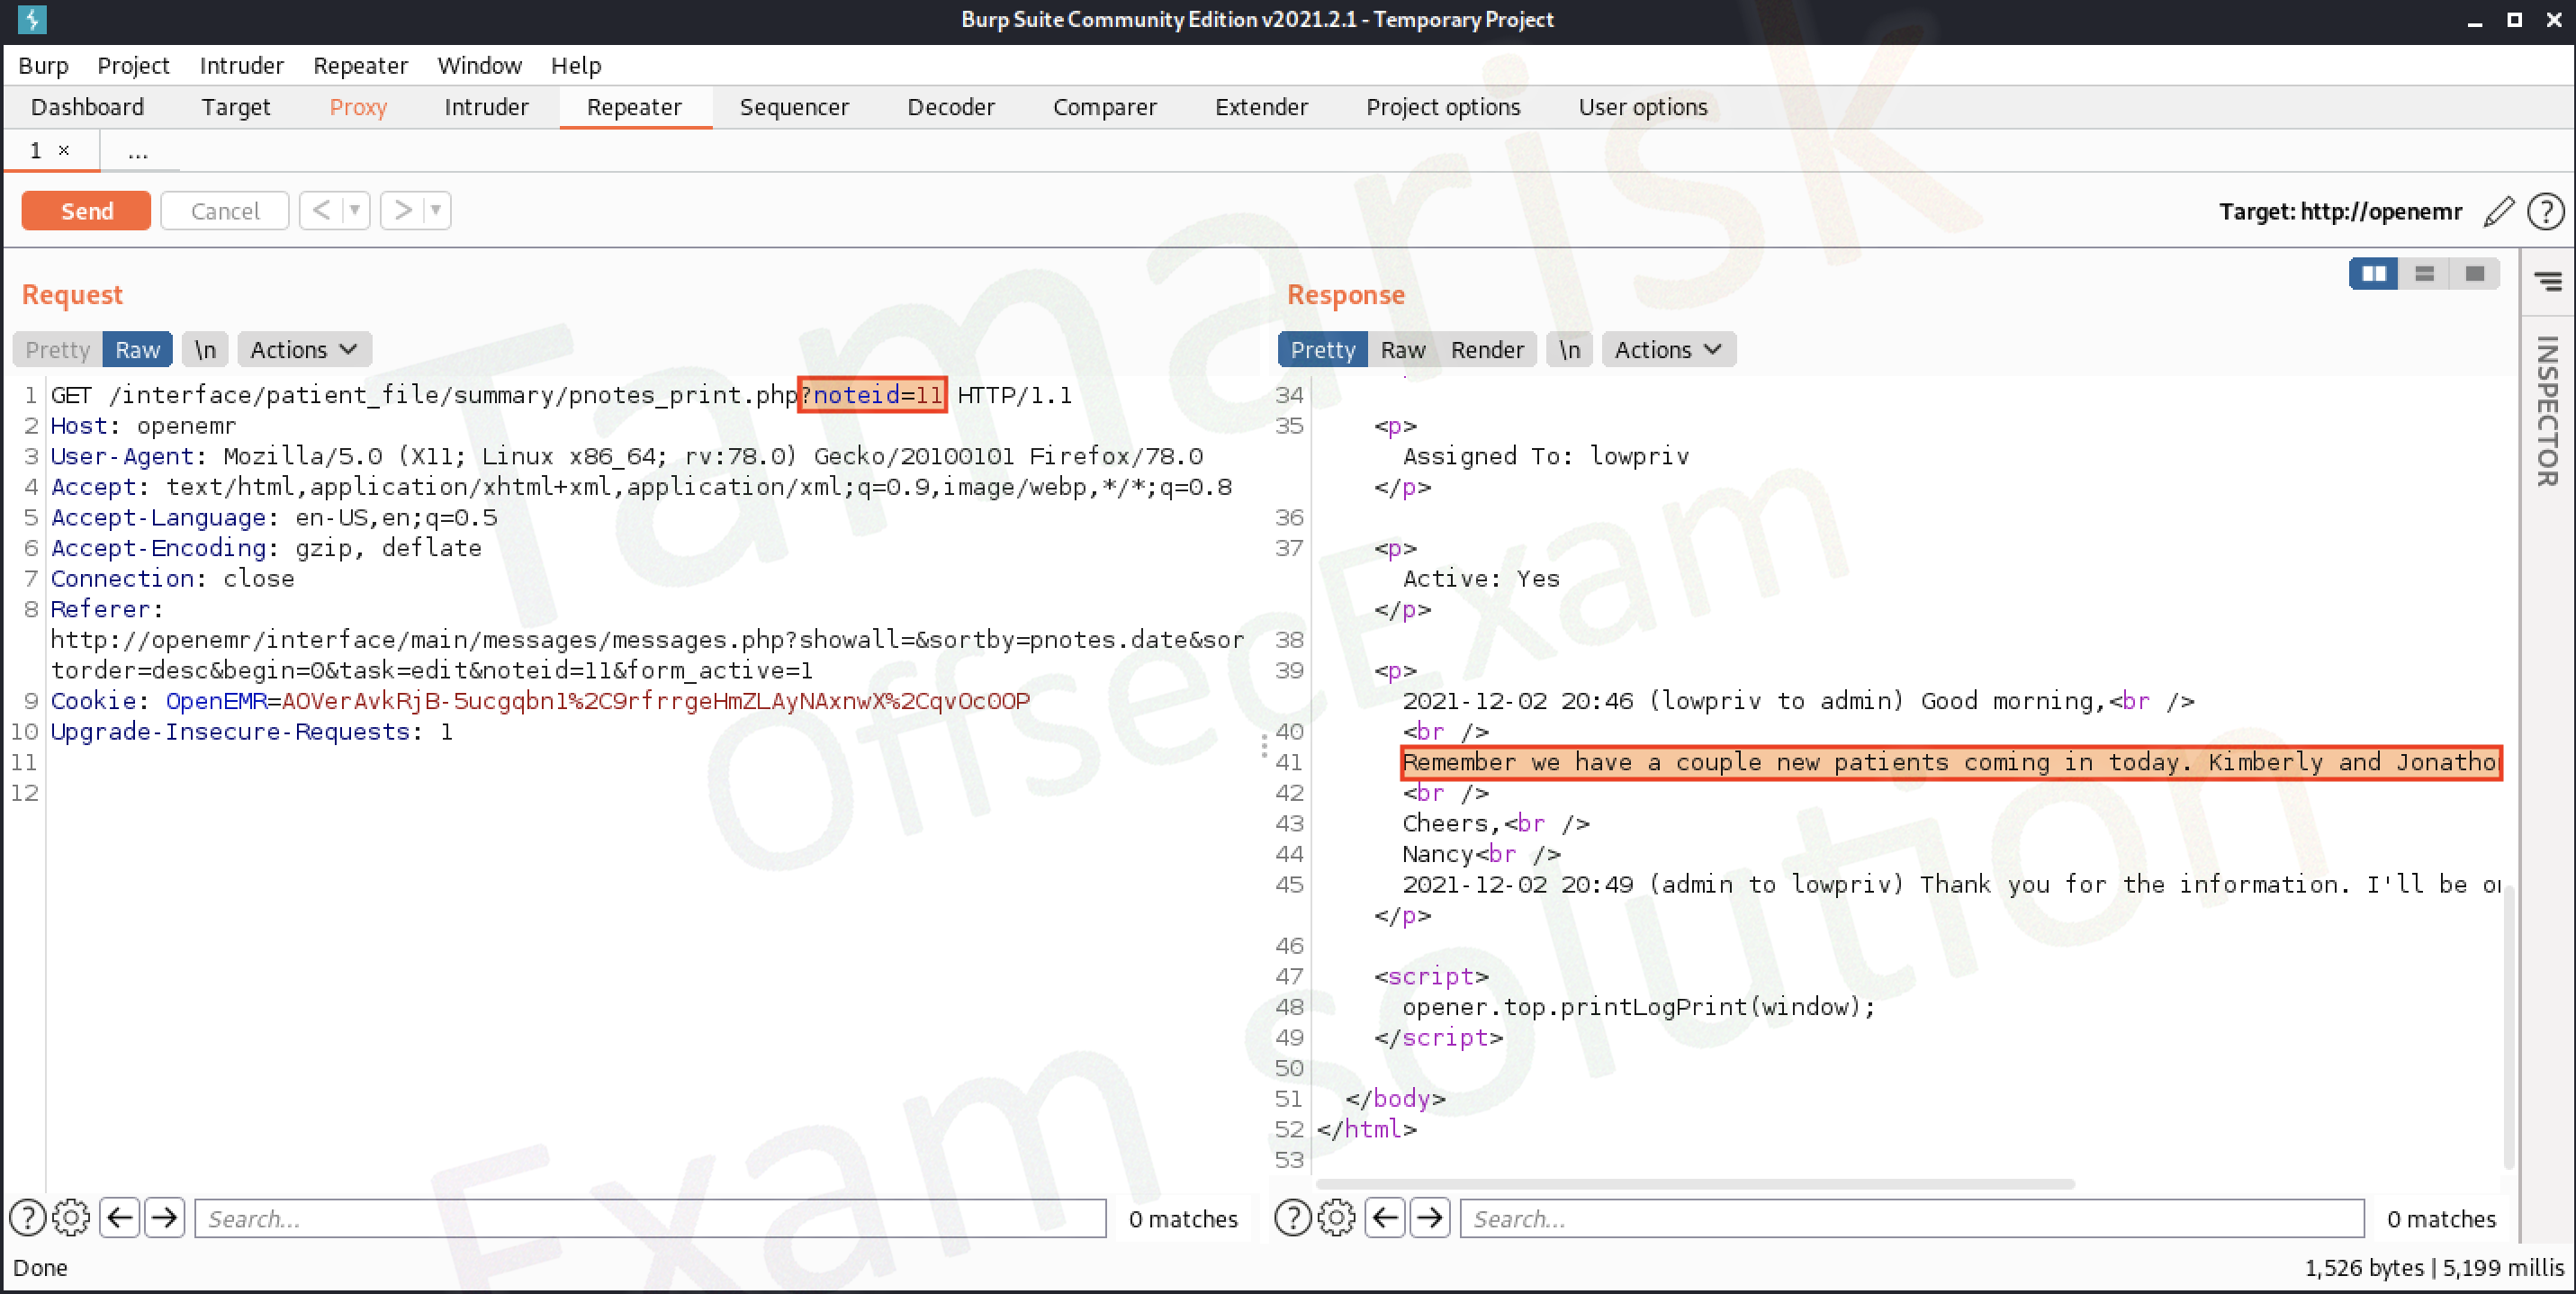 Burp Suite Community Edition v2021.2.1 - Temporary Project
Burp Project Intruder Repeater Window Help
Dashboard Target Proxy Intruder Repeater Sequencer Decoder Comparer Extender Project options User options
1 × ...
Send Cancel < > Target: http://openemr
Request
Pretty Raw \n Actions
1 GET /interface/patient_file/summary/pnotes_print.php?noteid=11 HTTP/1.1
2 Host: openemr
3 User-Agent: Mozilla/5.0 (X11; Linux x86_64; rv:78.0) Gecko/20100101 Firefox/78.0
4 Accept: text/html,application/xhtml+xml,application/xml;q=0.9,image/webp,*/*;q=0.8
5 Accept-Language: en-US,en;q=0.5
6 Accept-Encoding: gzip, deflate
7 Connection: close
8 Referer:
http://openemr/interface/main/messages/messages.php?showall=&sortby=pnotes.date&sor
torder=desc&begin=0&task=edit&noteid=11&form_active=1
9 Cookie: OpenEMR=AOVerAvkRjB-5ucgqbn1%2C9rfrrgeHmZLAyNAxnwX%2CqvOc0OP
10 Upgrade-Insecure-Requests: 1
11
12
Search... 0 matches
Response
Pretty Raw Render \n Actions
INSPECTOR
34
35 <p>
Assigned To: lowpriv
</p>
36
37 <p>
Active: Yes
</p>
38
39 <p>
2021-12-02 20:46 (lowpriv to admin) Good morning,<br />
40 <br />
41 Remember we have a couple new patients coming in today. Kimberly and Jonatho
42 <br />
43 Cheers,<br />
44 Nancy<br />
45 2021-12-02 20:49 (admin to lowpriv) Thank you for the information. I'll be
</p>
46
47 <script>
48 opener.top.printLogPrint(window);
49 </script>
50
51 </body>
52 </html>
53
Search... 0 matches
Done 1,526 bytes | 5,199 millis
Tamarisk
OffsecExam
Exam solution